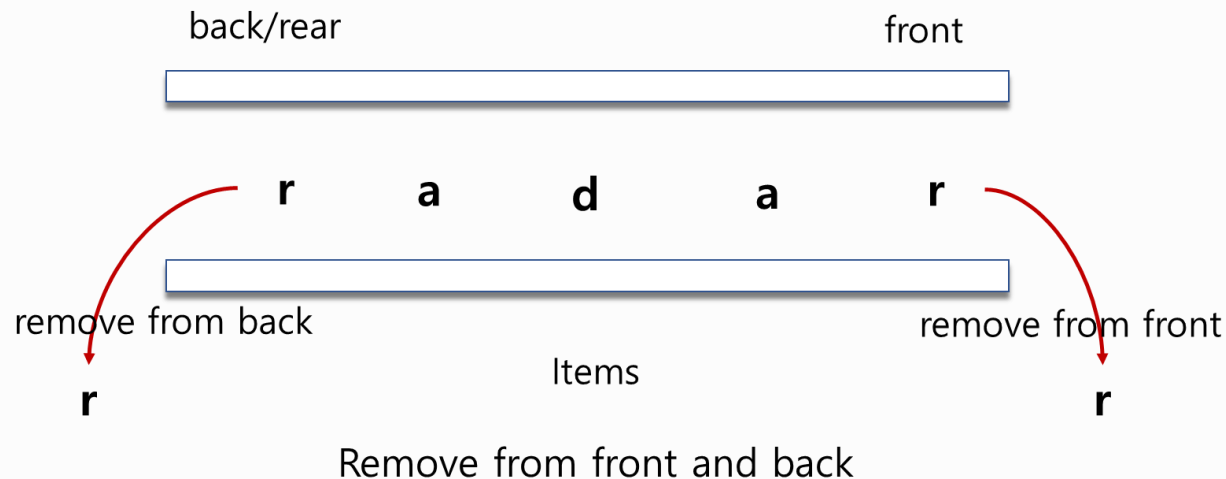 back/rear front
r a d a r
remove from back remove from front
Items
r r
Remove from front and back